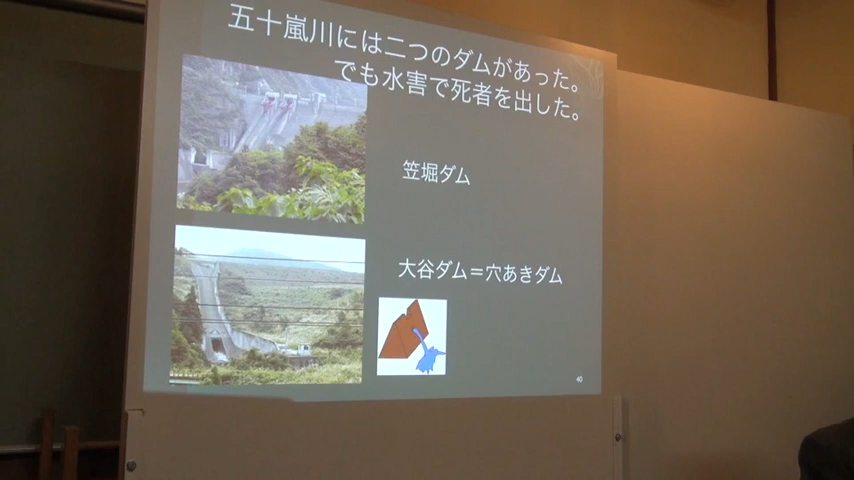 五十嵐川には二つのダムがあった。
でも水害で死者を出した。
笠堀ダム
大谷ダム＝穴あきダム
40